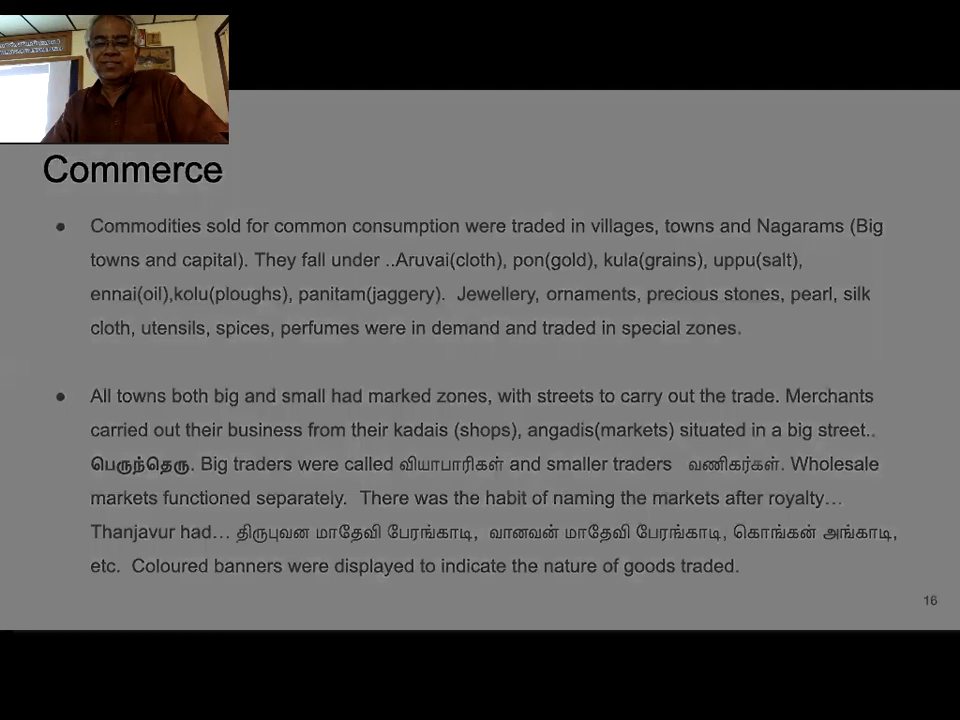 Commerce
● Commodities sold for common consumption were traded in villages, towns and Nagarams (Big
towns and capital). They fall under ..Aruvai(cloth), pon(gold), kula(grains), uppu(salt),
ennai(oil),kolu(ploughs), panitam(jaggery). Jewellery, ornaments, precious stones, pearl, silk
cloth, utensils, spices, perfumes were in demand and traded in special zones.
● All towns both big and small had marked zones, with streets to carry out the trade. Merchants
carried out their business from their kadais (shops), angadis(markets) situated in a big street..
பெருந்தெரு. Big traders were called வியாபாரிகள் and smaller traders வணிகர்கள். Wholesale
markets functioned separately. There was the habit of naming the markets after royalty…
Thanjavur had… திருபுவன மாதேவி பேரங்காடி, வானவன் மாதேவி பேரங்காடி, கொங்கன் அங்காடி,
etc. Coloured banners were displayed to indicate the nature of goods traded.
16